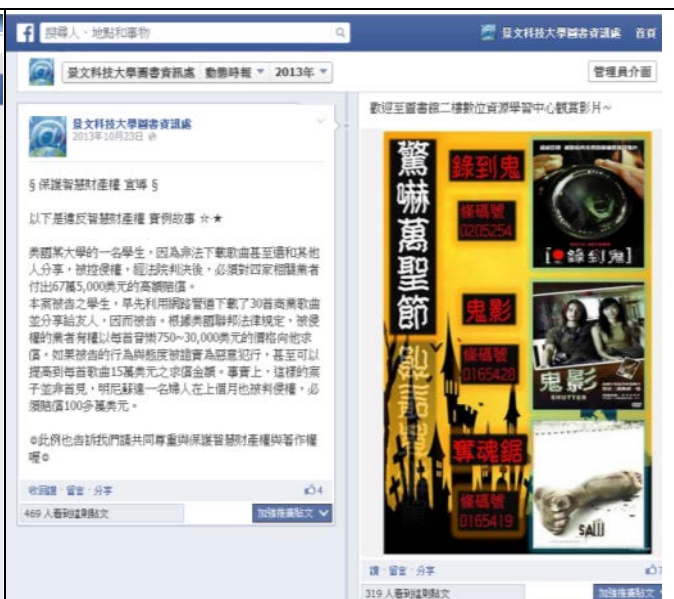 搜尋人、地點和事物
景文科技大學圖書資訊處 首頁
景文科技大學圖書資訊處 動態時報 2013年
管理員介面
景文科技大學圖書資訊處
2013年10月23日
§ 保護智慧財產權 宣導 §
以下是違反智慧財產權 實例故事 ☆★
美國某大學的一名學生，因為非法下載歌曲甚至還和其他
人分享，被控侵權，經法院判決後，必須對四家相關業者
付出67萬5,000美元的高額賠償。
本案被告之學生，早先利用網路管道下載了30首商業歌曲
並分享給友人，因而被告。根據美國聯邦法律規定，被侵
權的業者有權以每首音樂750~30,000美元的價格向他求
償，如果被告的行為與態度被證實為惡意犯行，甚至可以
提高到每首歌曲15萬美元之求償金額。事實上，這樣的案
子並非首見，明尼蘇達一名婦人在上個月也被判侵權，必
須賠償100多萬美元。
此例也告訴我們請共同尊重與保護智慧財產權與著作權
喔
收回讚 · 留言 · 分享
4
469 人看到這則貼文
加強推廣貼文
歡迎至圖書館二樓數位資源學習中心觀賞影片~
驚嚇萬聖節
錄到鬼
條碼號
0205254
[錄到鬼]
鬼影
條碼號
0165428
鬼影
SHUTTER
奪魂鋸
條碼號
0165419
SAW
讚 · 留言 · 分享
319 人看到這則貼文
加強推廣貼文